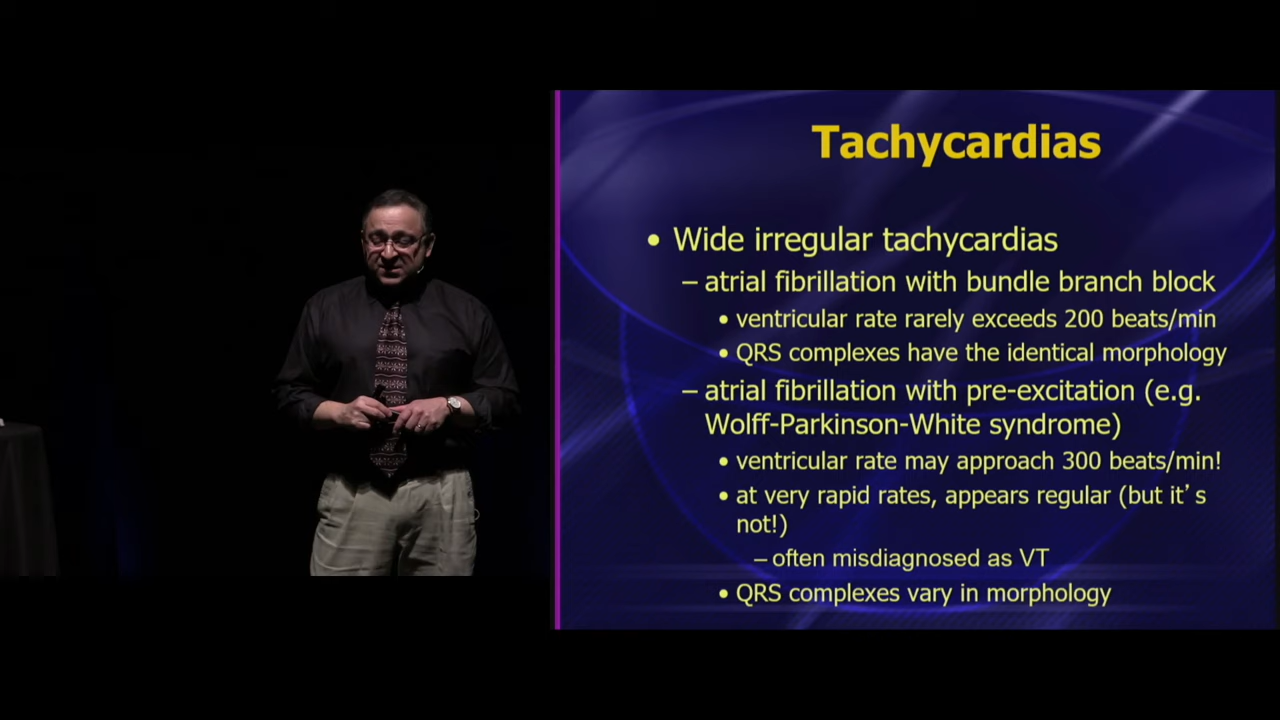 Tachycardias
• Wide irregular tachycardias
– atrial fibrillation with bundle branch block
• ventricular rate rarely exceeds 200 beats/min
• QRS complexes have the identical morphology
– atrial fibrillation with pre-excitation (e.g.
Wolff-Parkinson-White syndrome)
• ventricular rate may approach 300 beats/min!
• at very rapid rates, appears regular (but it’s
not!)
– often misdiagnosed as VT
• QRS complexes vary in morphology